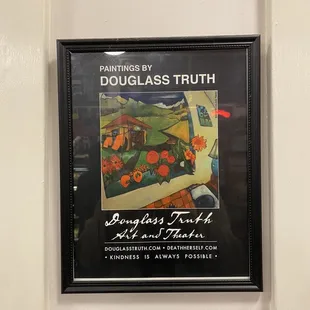 PAINTINGS BY
DOUGLASS TRUTH
Douglass Truth
Art and Theater
DOUGLASSTRUTH.COM • DEATHHERSELF.COM
• KINDNESS IS ALWAYS POSSIBLE •